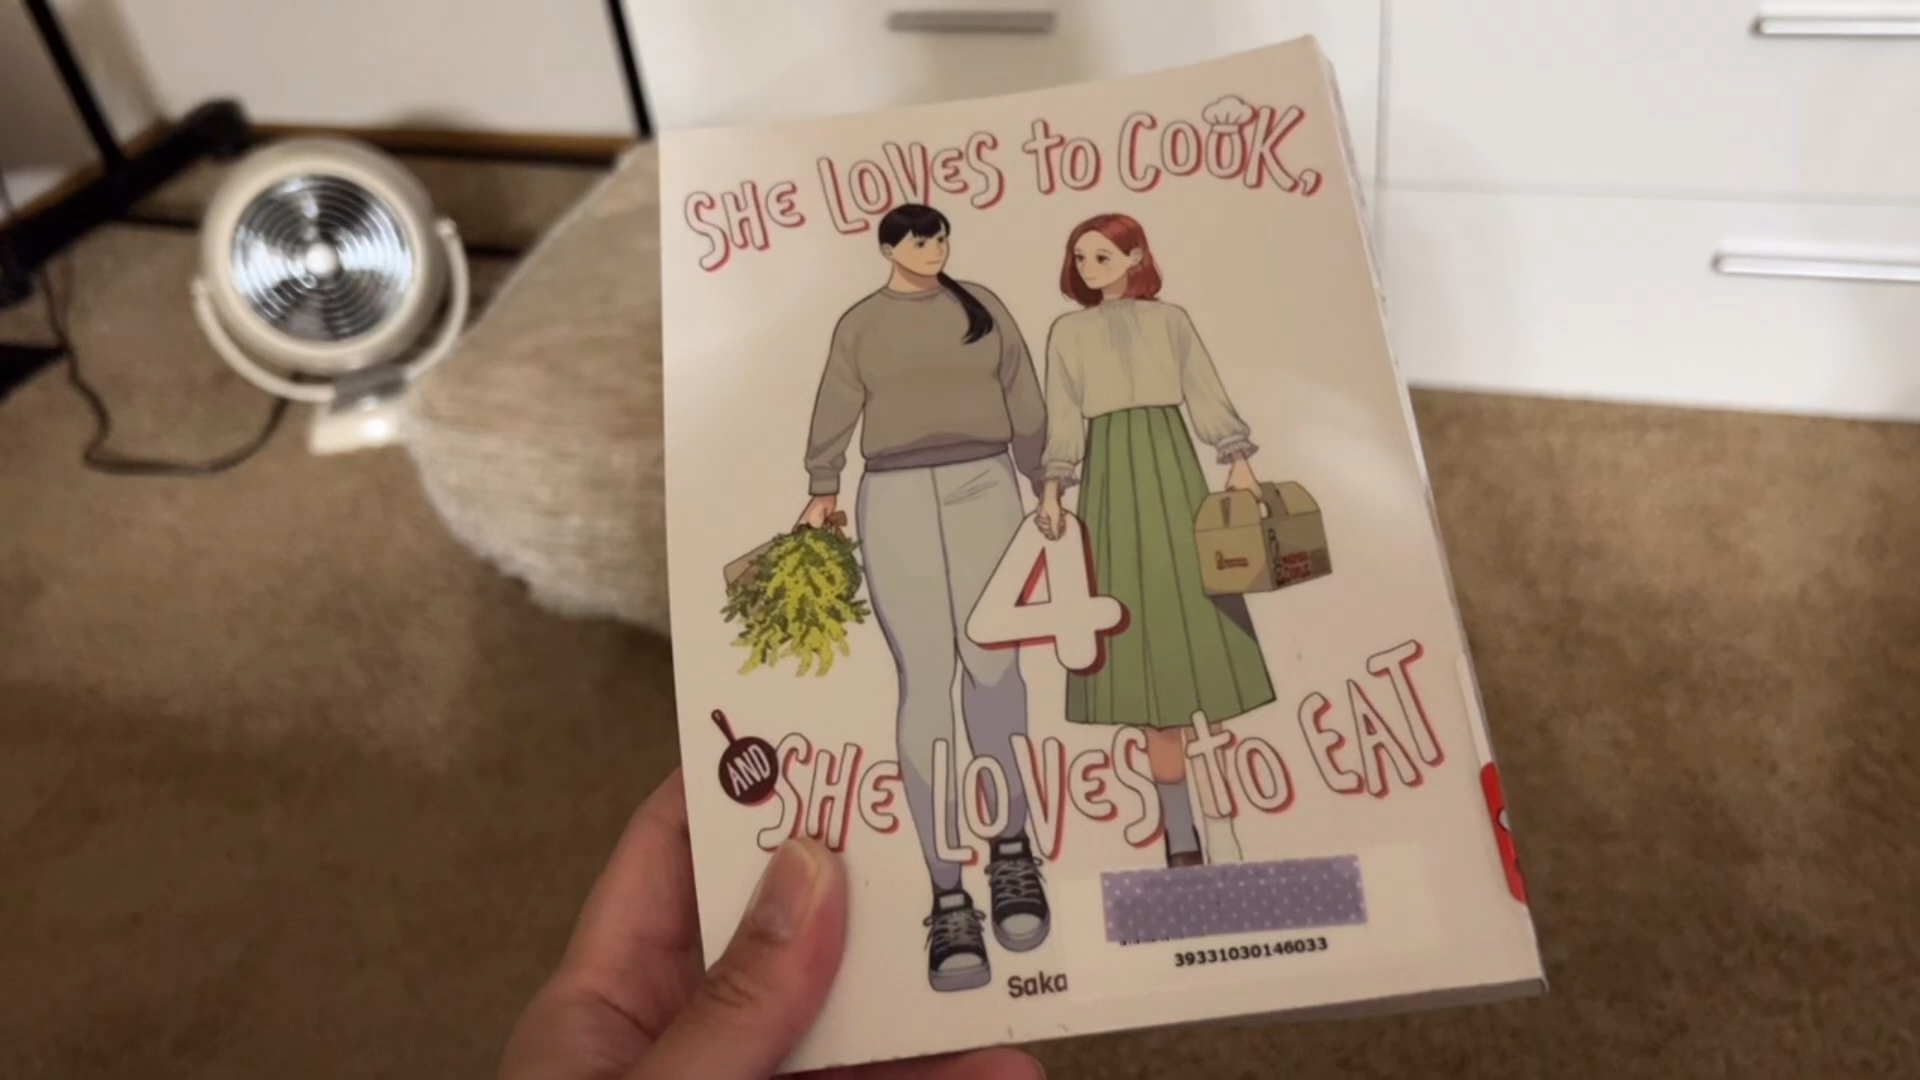 SHE LOVES to COOK,
4
AND SHE LOVES to EAT
39331030146033
Saka